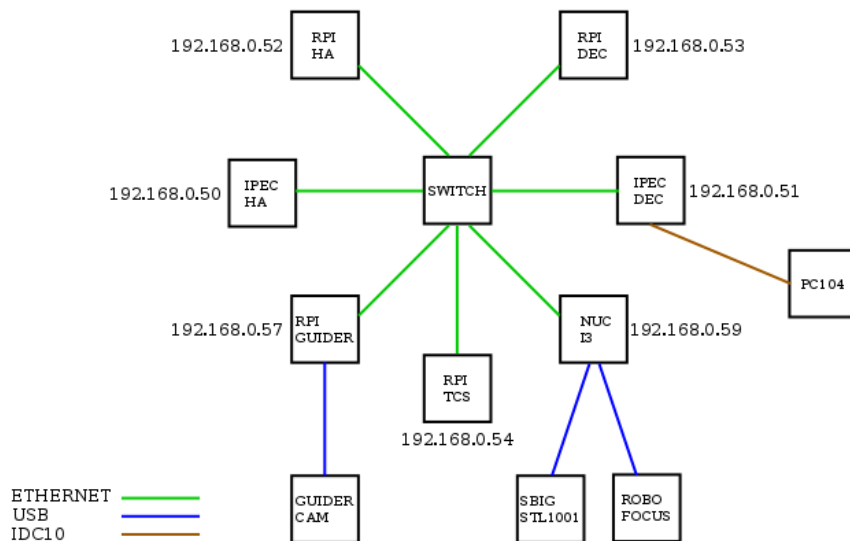 RPI
HA
192.168.0.52
RPI
DEC
192.168.0.53
IPEC
HA
192.168.0.50
SWITCH
IPEC
DEC
192.168.0.51
PC104
RPI
GUIDER
192.168.0.57
NUC
I3
192.168.0.59
RPI
TCS
192.168.0.54
GUIDER
CAM
SBIG
STL1001
ROBO
FOCUS
ETHERNET
USB
IDC10